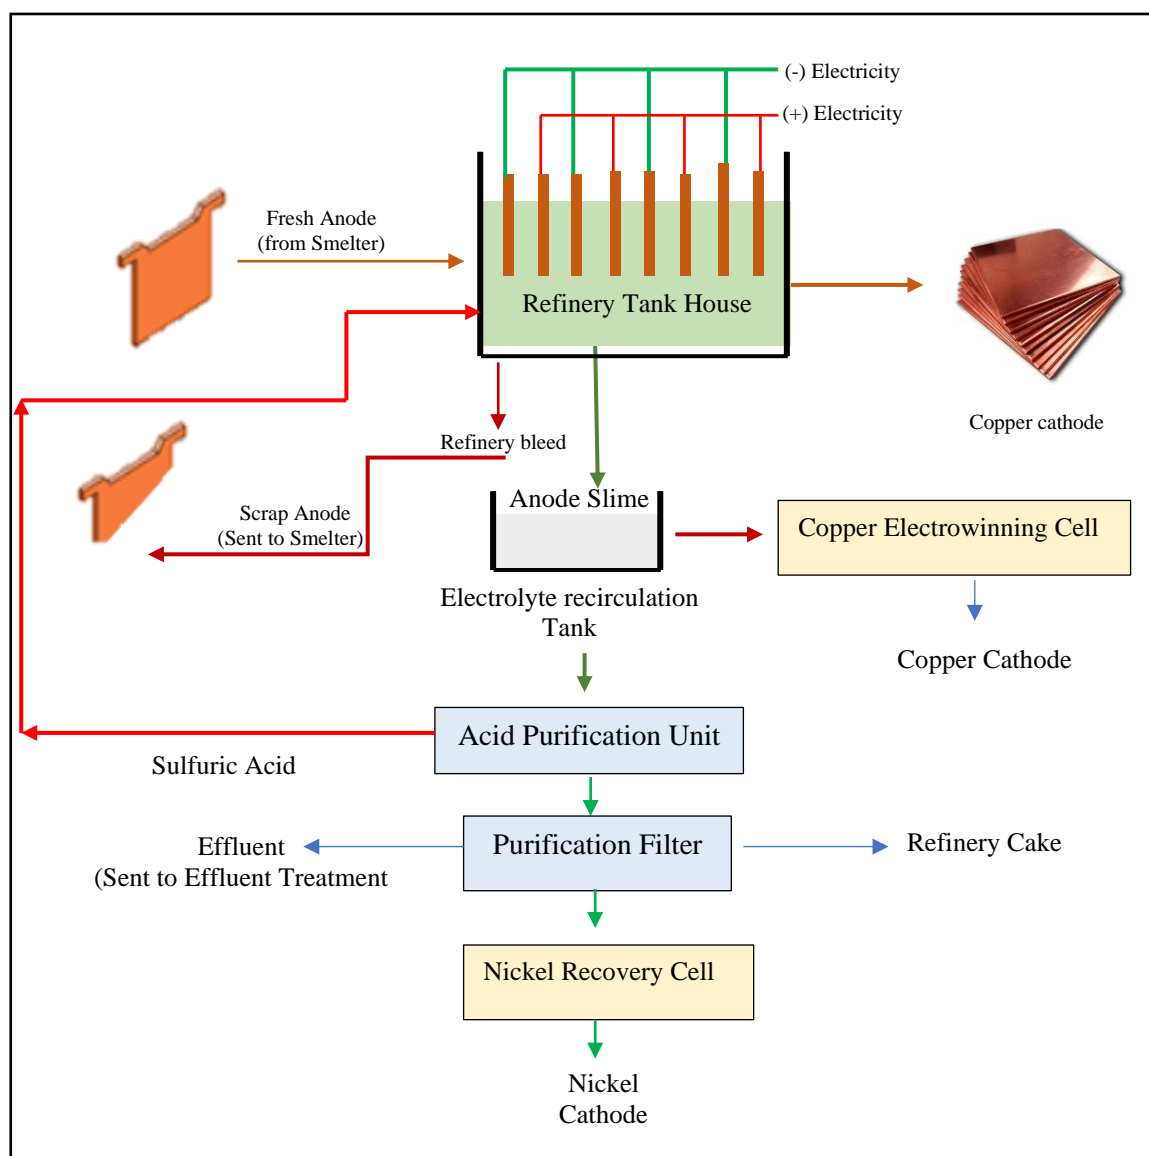 (-) Electricity
(+) Electricity
Fresh Anode
(from Smelter)
Refinery Tank House
Copper cathode
Refinery bleed
Scrap Anode
(Sent to Smelter)
Anode Slime
Copper Electrowinning Cell
Electrolyte recirculation
Tank
Copper Cathode
Acid Purification Unit
Sulfuric Acid
Effluent
(Sent to Effluent Treatment
Purification Filter
Refinery Cake
Nickel Recovery Cell
Nickel
Cathode